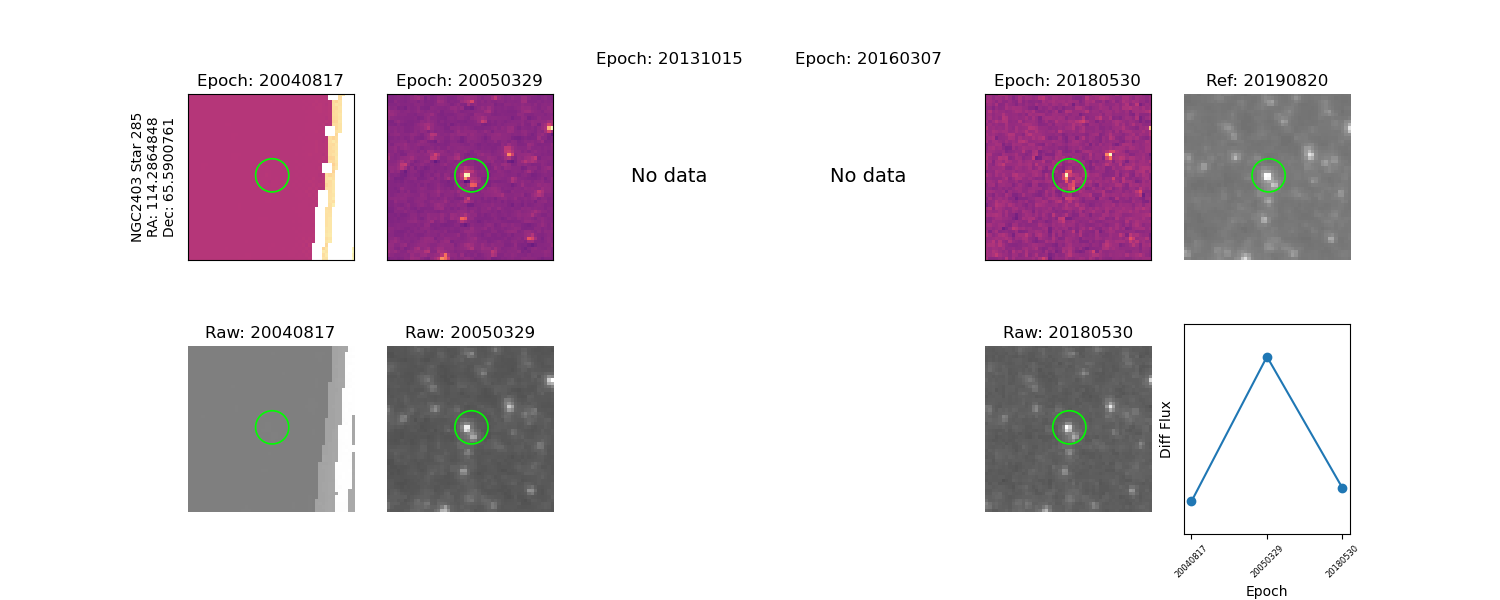 Epoch: 20131015
Epoch: 20160307
Epoch: 20040817
Epoch: 20050329
Epoch: 20180530
Ref: 20190820
NGC2403 Star 285
RA: 114.2864848
Dec: 65.5900761
No data
No data
Raw: 20040817
Raw: 20050329
Raw: 20180530
Diff Flux
20040817
20050329
20180530
Epoch